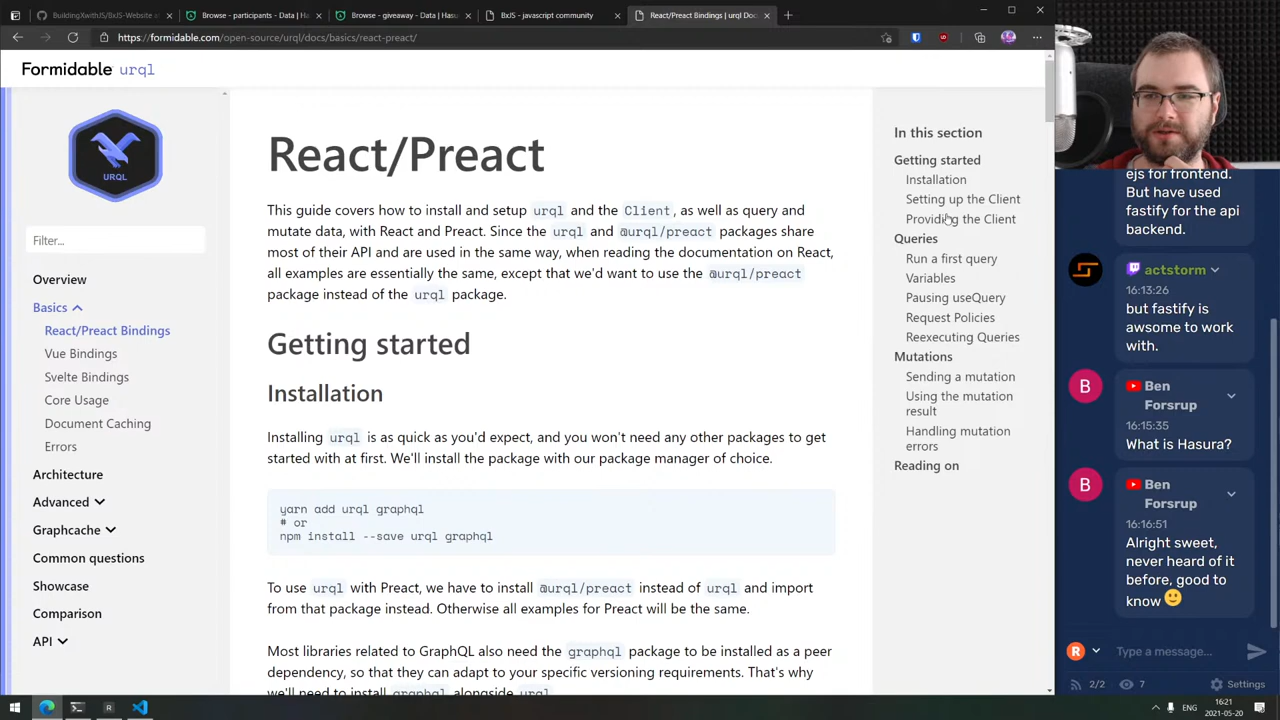 BuildingXwithJS/BxJS-Website at
Browse - participants - Data | Ha
Browse - giveaway - Data | Hasu
BxJS - javascript community
React/Preact Bindings | urql Doc
https://formidable.com/open-source/urql/docs/basics/react-preact/
Formidable urql
URQL
Filter...
Overview
Basics
React/Preact Bindings
Vue Bindings
Svelte Bindings
Core Usage
Document Caching
Errors
Architecture
Advanced
Graphcache
Common questions
Showcase
Comparison
API
React/Preact
This guide covers how to install and setup urql and the Client, as well as query and
mutate data, with React and Preact. Since the urql and @urql/preact packages share
most of their API and are used in the same way, when reading the documentation on React,
all examples are essentially the same, except that we'd want to use the @urql/preact
package instead of the urql package.
Getting started
Installation
Installing urql is as quick as you'd expect, and you won't need any other packages to get
started with at first. We'll install the package with our package manager of choice.
yarn add urql graphql
# or
npm install --save urql graphql
To use urql with Preact, we have to install @urql/preact instead of urql and import
from that package instead. Otherwise all examples for Preact will be the same.
Most libraries related to GraphQL also need the graphql package to be installed as a peer
dependency, so that they can adapt to your specific versioning requirements. That's why
we'll need to install graphql alongside urql.
In this section
Getting started
Installation
Setting up the Client
Providing the Client
Queries
Run a first query
Variables
Pausing useQuery
Request Policies
Reexecuting Queries
Mutations
Sending a mutation
Using the mutation
result
Handling mutation
errors
Reading on
ejs for frontend.
But have used
fastify for the api
backend.
actstorm
16:13:26
but fastify is
awsome to work
with.
B
Ben
Forsrup
16:15:35
What is Hasura?
B
Ben
Forsrup
16:16:51
Alright sweet,
never heard of it
before, good to
know 🙂
R
Type a message...
2/2
7
Settings
ENG
16:21
2021-05-20